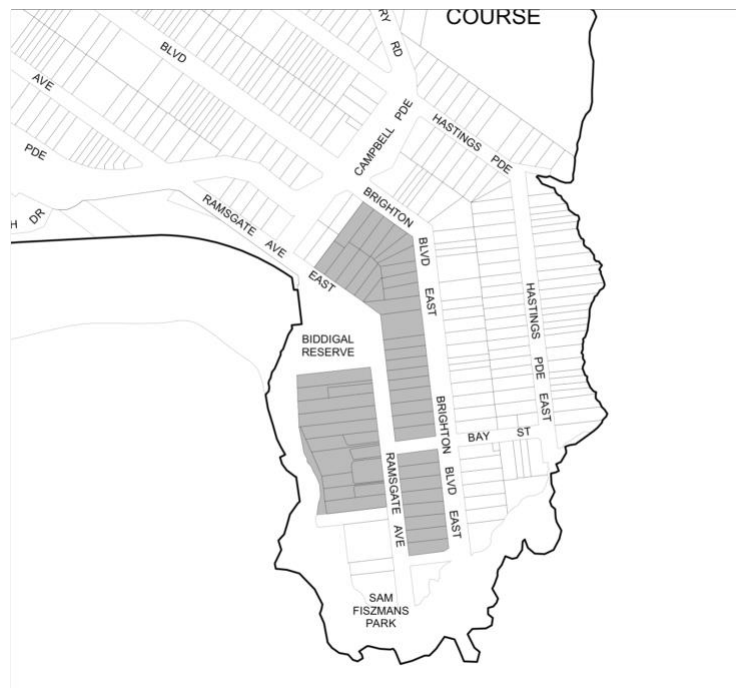 COURSE
RY RD
BLVD
AVE
CAMPBELL PDE
HASTINGS PDE
PDE
RAMSGATE AVE EAST
BRIGHTON BLVD EAST
H DR
HASTINGS PDE EAST
BIDDIGAL
RESERVE
BRIGHTON BLVD EAST
BAY ST
RAMSGATE AVE
SAM
FISZMANS
PARK